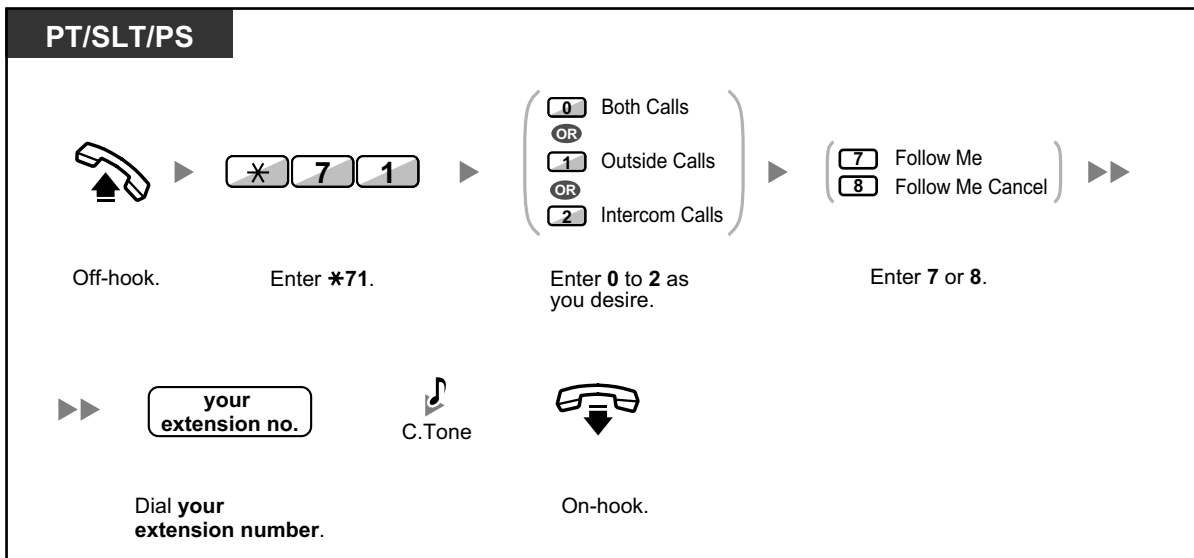 PT/SLT/PS
0 Both Calls
OR
1 Outside Calls
OR
2 Intercom Calls
* 7 1
7 Follow Me
8 Follow Me Cancel
Off-hook.
Enter *71.
Enter 0 to 2 as
you desire.
Enter 7 or 8.
your
extension no.
C.Tone
Dial your
extension number.
On-hook.